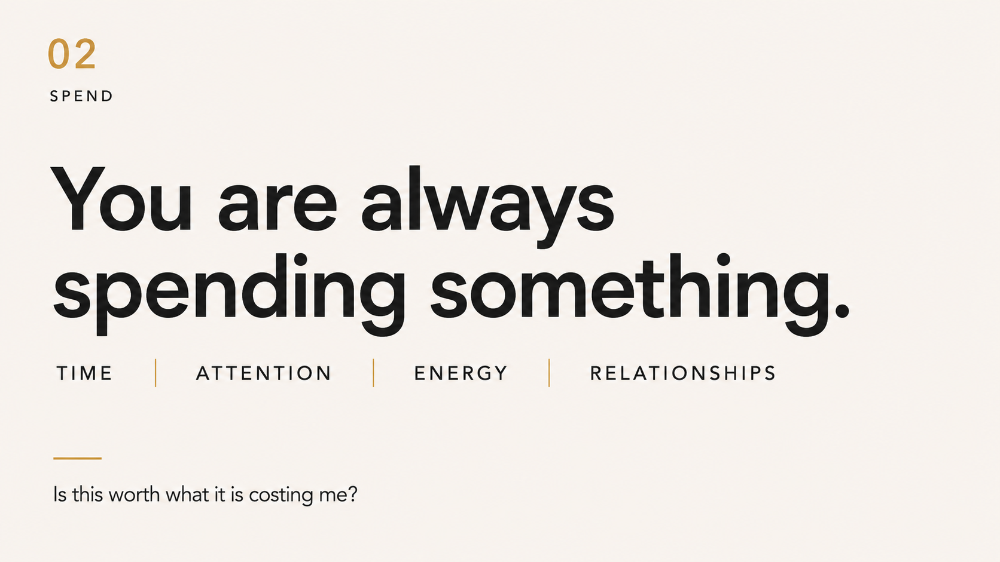 02
SPEND
You are always
spending something.
TIME | ATTENTION | ENERGY | RELATIONSHIPS
Is this worth what it is costing me?